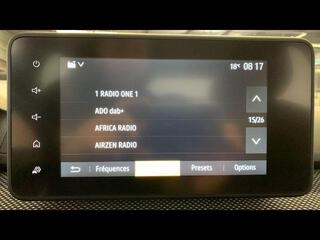 18°C 08 17
1 RADIO ONE 1
ADO dab+
AFRICA RADIO
15/26
AIRZEN RADIO
Fréquences Presets Options